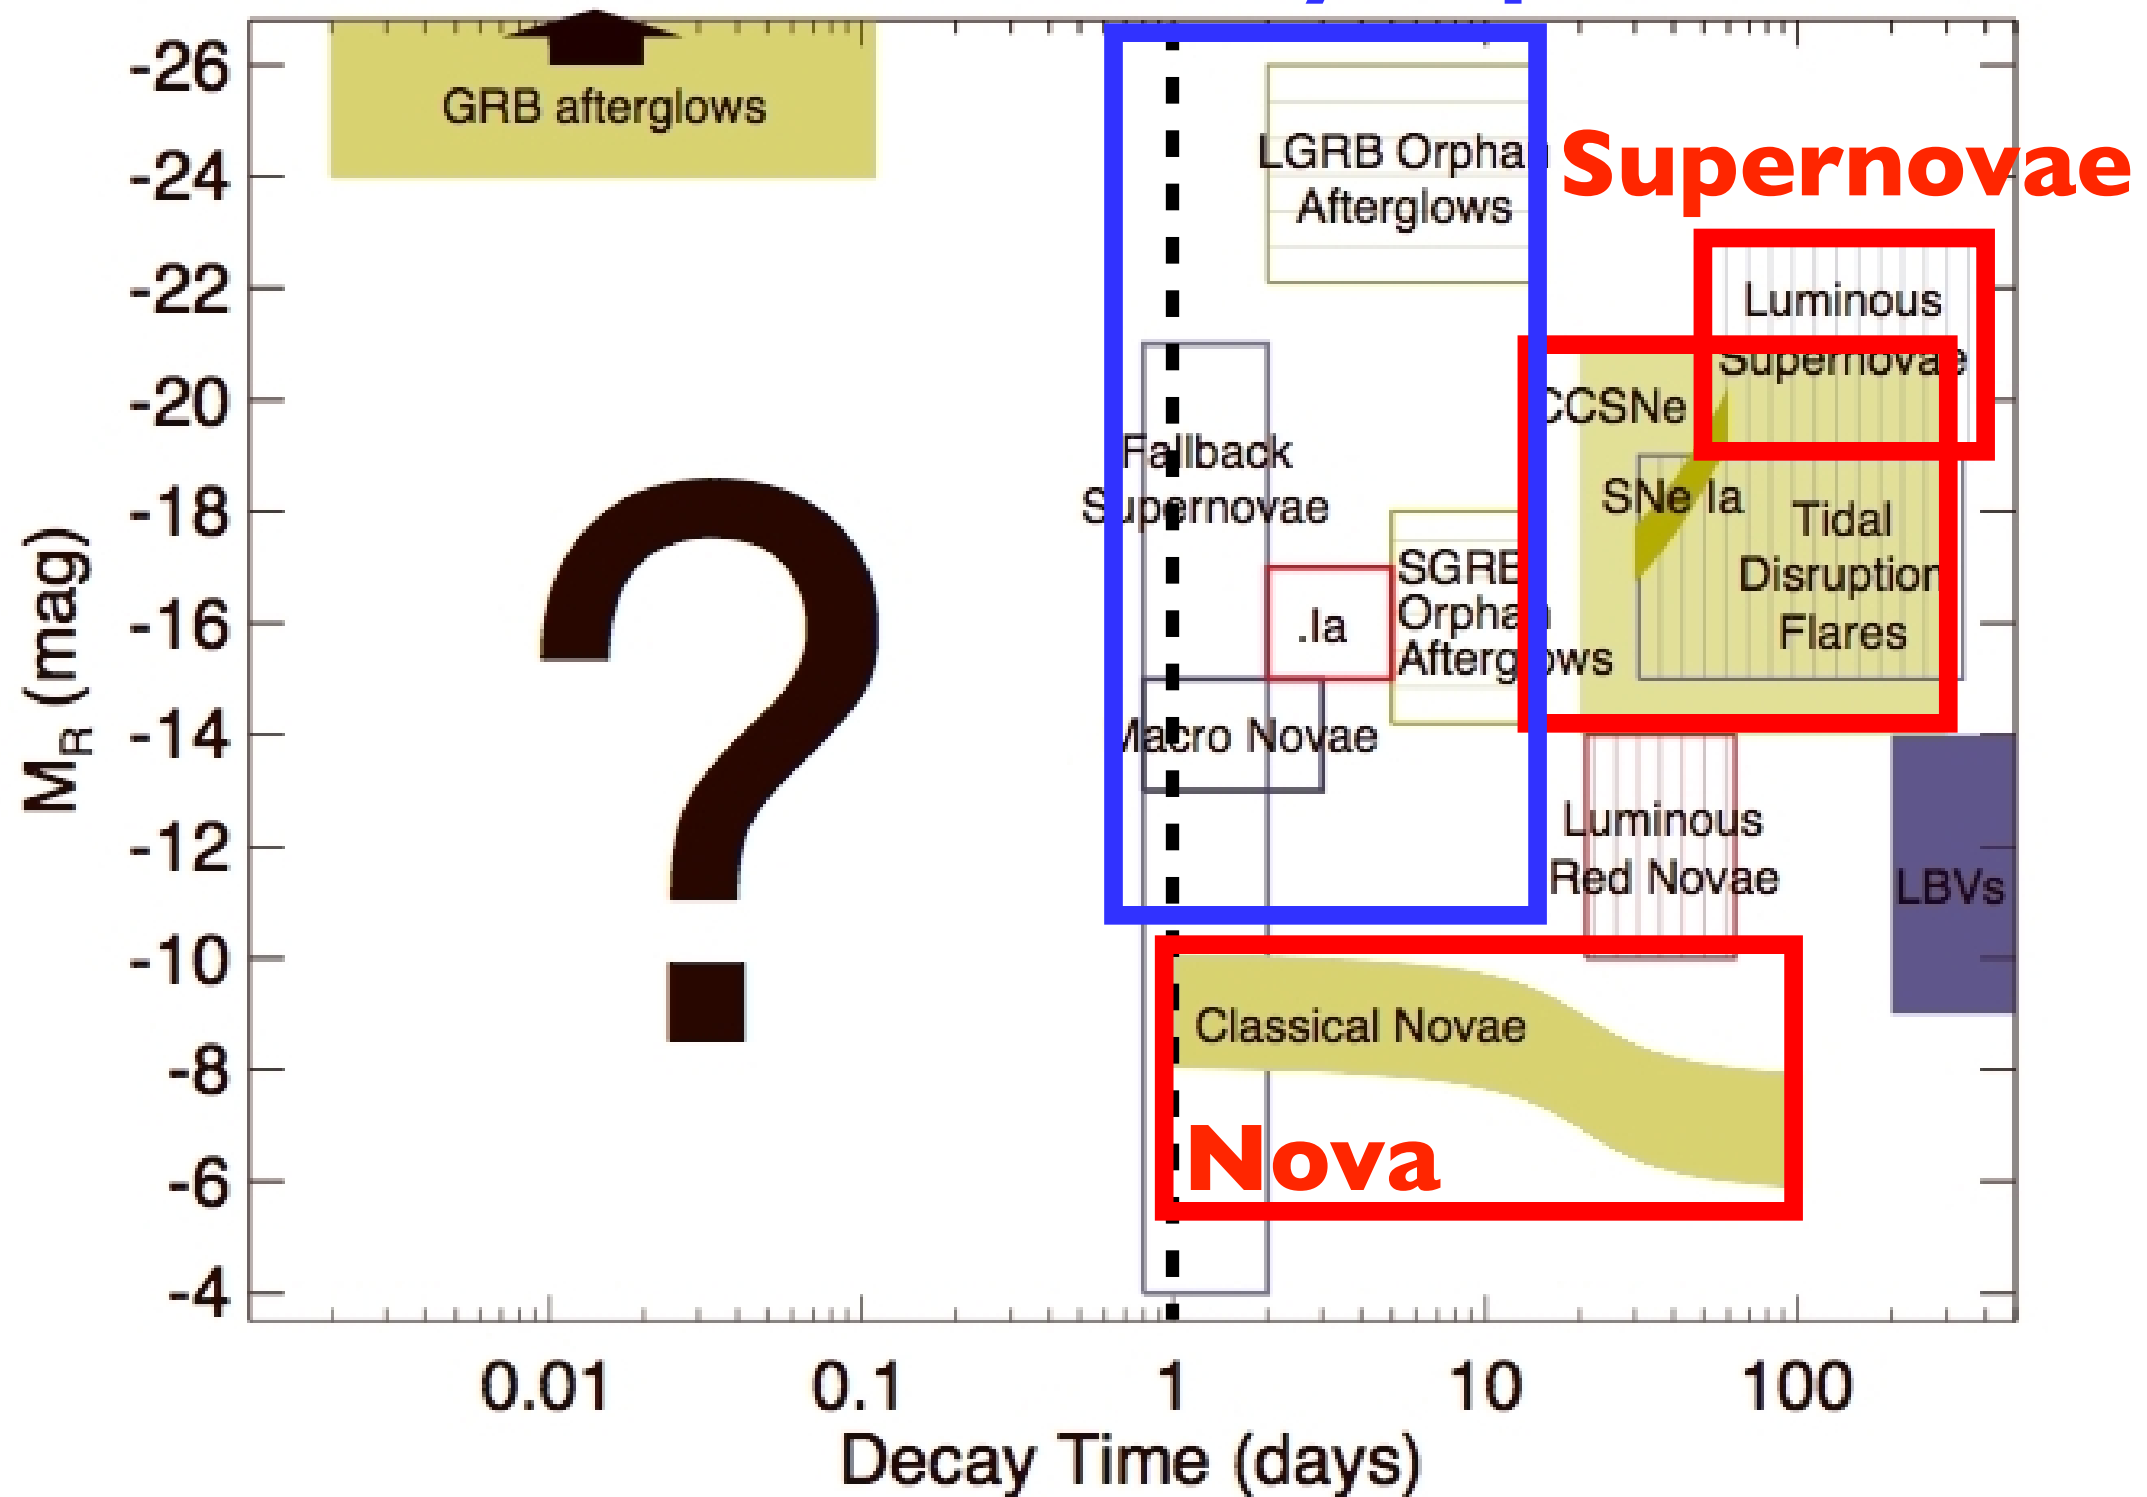 -26
-24
-22
-20
-18
-16
-14
-12
-10
-8
-6
-4
M_R (mag)
GRB afterglows
LGRB Orphan
Afterglows
Supernovae
Luminous
Supernovae
CCSNe
Fallback
Supernovae
SNe Ia
Tidal
Disruption
Flares
SGRB
Orphan
Afterglows
.Ia
?
Macro Novae
Luminous
Red Novae
LBVs
Classical Novae
Nova
0.01 0.1 1 10 100
Decay Time (days)